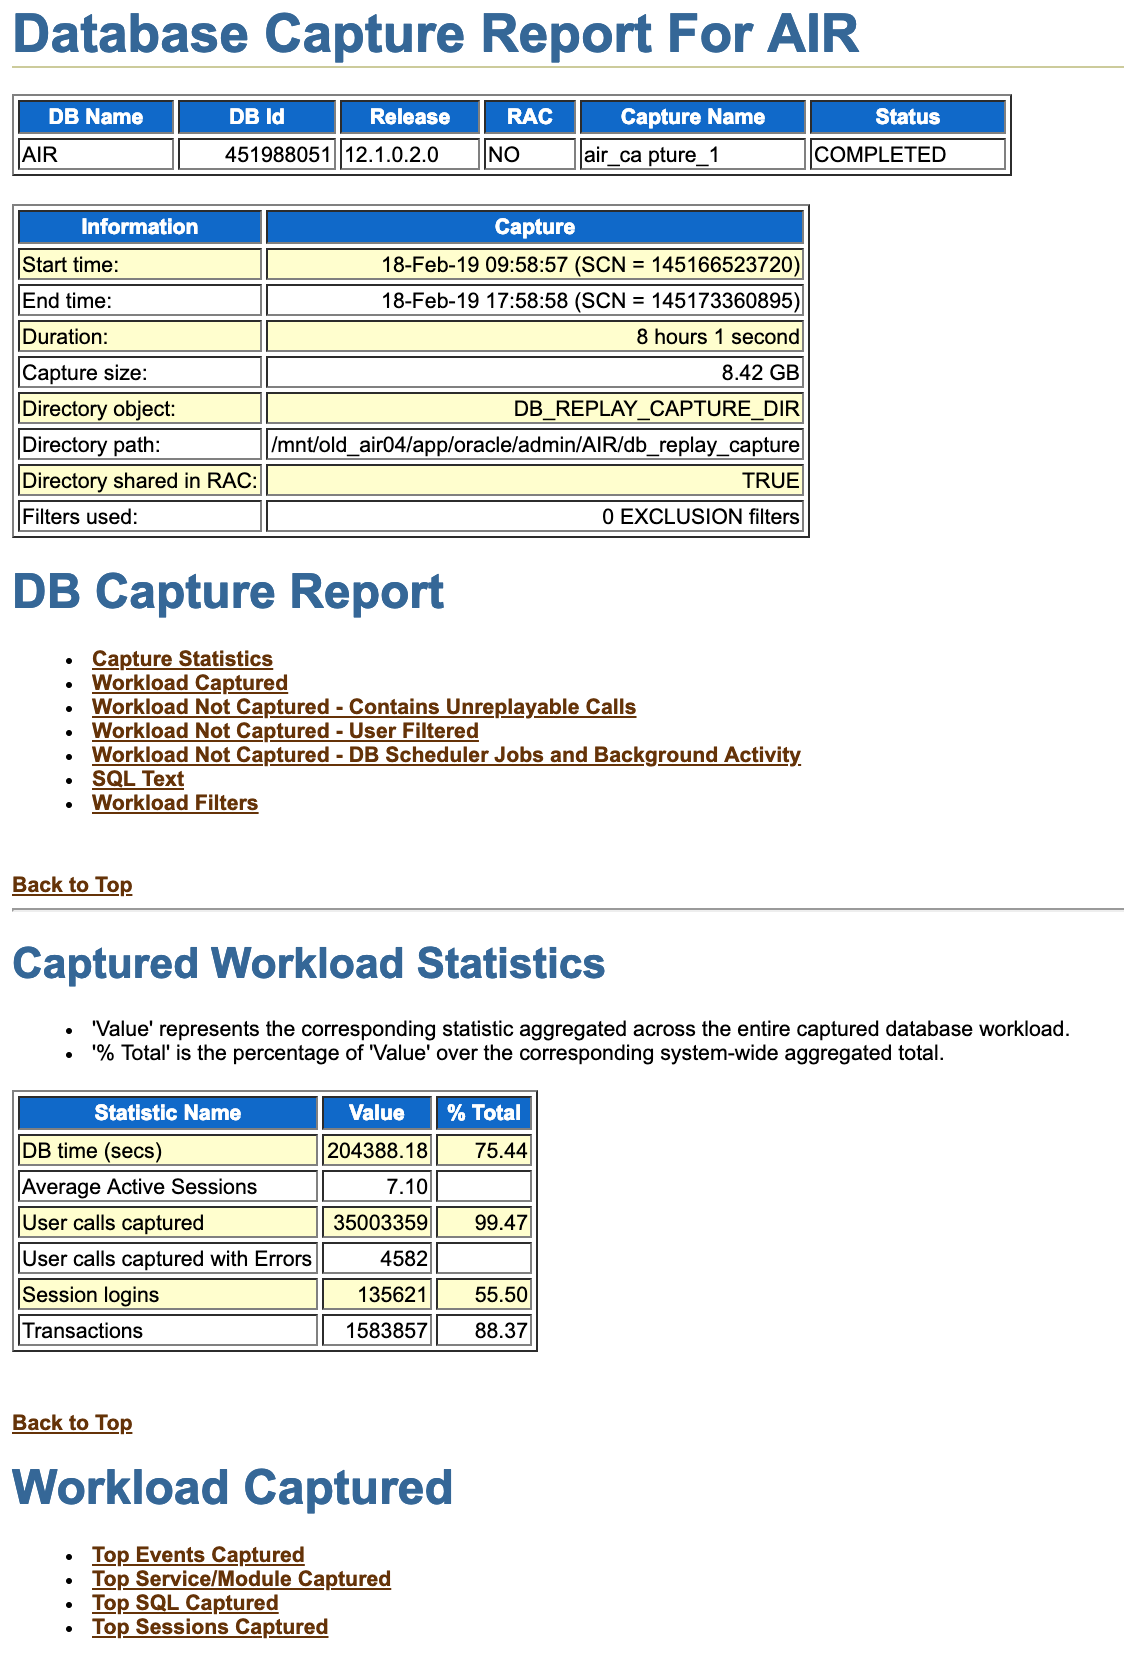 Database Capture Report For AIR
DB Name DB Id Release RAC Capture Name Status
AIR 451988051 12.1.0.2.0 NO air_ca pture_1 COMPLETED
Information Capture
Start time: 18-Feb-19 09:58:57 (SCN = 145166523720)
End time: 18-Feb-19 17:58:58 (SCN = 145173360895)
Duration: 8 hours 1 second
Capture size: 8.42 GB
Directory object: DB_REPLAY_CAPTURE_DIR
Directory path: /mnt/old_air04/app/oracle/admin/AIR/db_replay_capture
Directory shared in RAC: TRUE
Filters used: 0 EXCLUSION filters
DB Capture Report
• Capture Statistics
• Workload Captured
• Workload Not Captured - Contains Unreplayable Calls
• Workload Not Captured - User Filtered
• Workload Not Captured - DB Scheduler Jobs and Background Activity
• SQL Text
• Workload Filters
Back to Top
Captured Workload Statistics
• 'Value' represents the corresponding statistic aggregated across the entire captured database workload.
• '% Total' is the percentage of 'Value' over the corresponding system-wide aggregated total.
Statistic Name Value % Total
DB time (secs) 204388.18 75.44
Average Active Sessions 7.10
User calls captured 35003359 99.47
User calls captured with Errors 4582
Session logins 135621 55.50
Transactions 1583857 88.37
Back to Top
Workload Captured
• Top Events Captured
• Top Service/Module Captured
• Top SQL Captured
• Top Sessions Captured